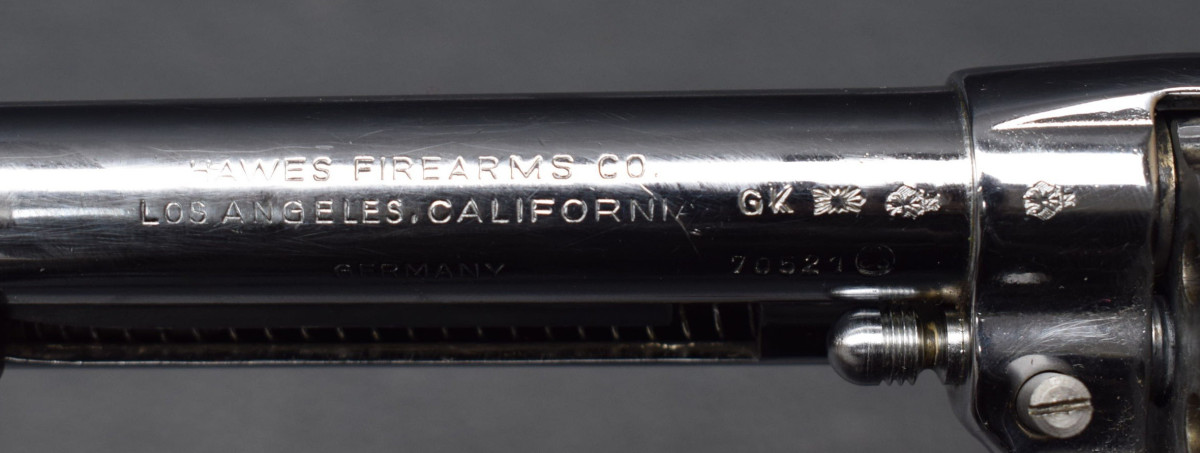 HAWES FIREARMS CO.
LOS ANGELES, CALIFORNIA GK
GERMANY 70521